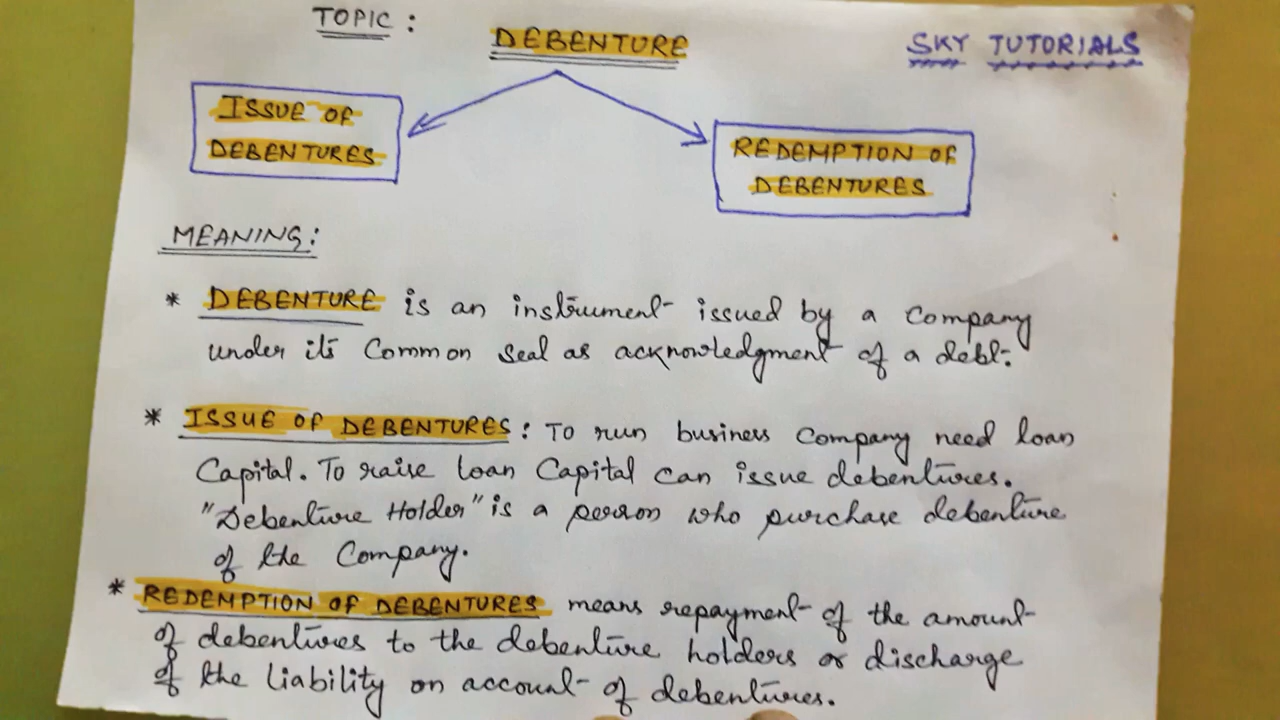 TOPIC :
DEBENTURE
SKY TUTORIALS
ISSUE OF
DEBENTURES
REDEMPTION OF
DEBENTURES
MEANING :
* DEBENTURE is an instrument issued by a Company
under its Common Seal as acknowledgment of a debt.
* ISSUE OF DEBENTURES : To run business Company need loan
Capital. To raise loan Capital Can issue debentures.
"Debenture Holder" is a person who purchase debenture
of the Company.
* REDEMPTION OF DEBENTURES means repayment of the amount
of debentures to the debenture holders or discharge
of the liability on account of debentures.